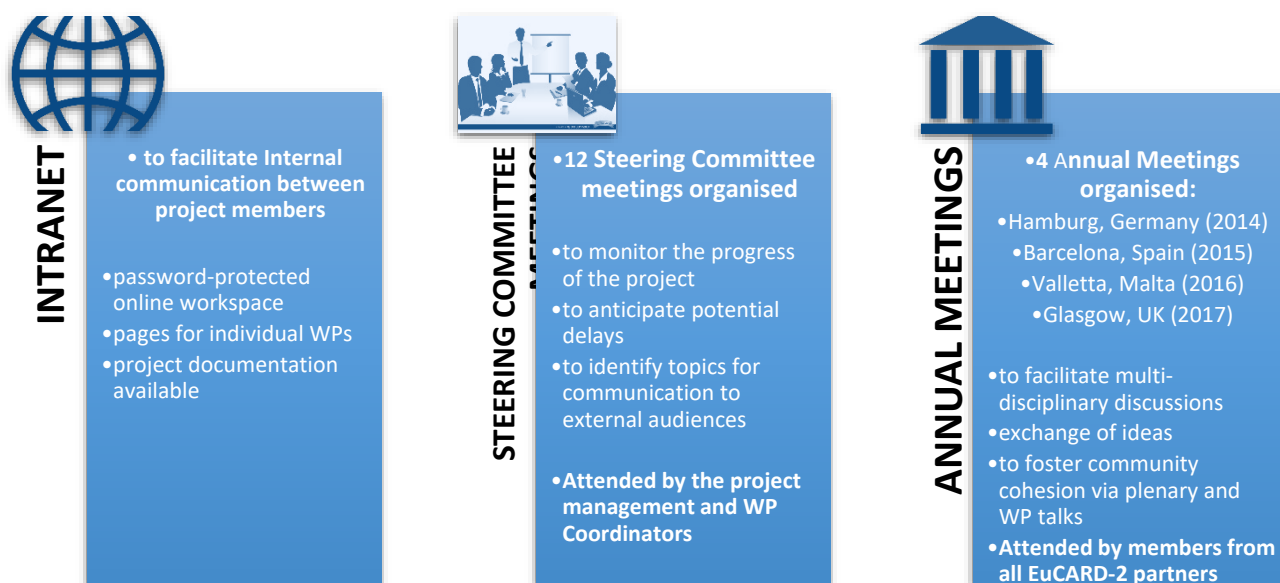 INTRANET
• to facilitate Internal
communication between
project members
•password-protected
online workspace
•pages for individual WPs
•project documentation
available
STEERING COMMITTEE
MEETINGS
•12 Steering Committee
meetings organised
•to monitor the progress
of the project
•to anticipate potential
delays
•to identify topics for
communication to
external audiences
•Attended by the project
management and WP
Coordinators
ANNUAL MEETINGS
•4 Annual Meetings
organised:
•Hamburg, Germany (2014)
•Barcelona, Spain (2015)
•Valletta, Malta (2016)
•Glasgow, UK (2017)
•to facilitate multi-
disciplinary discussions
•exchange of ideas
•to foster community
cohesion via plenary and
WP talks
•Attended by members from
all EuCARD-2 partners